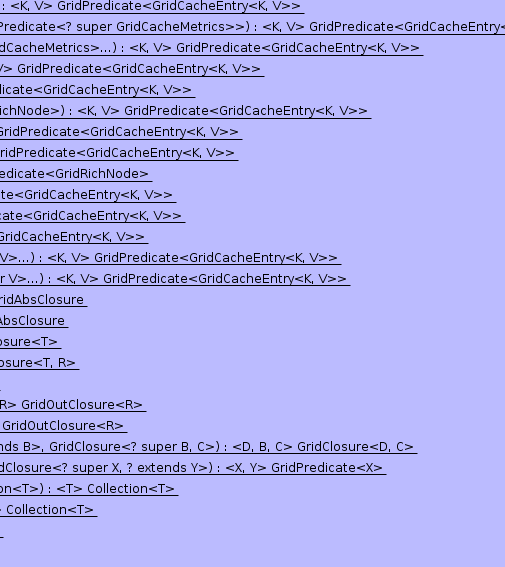 : <K, V> GridPredicate<GridCacheEntry<K, V>>
Predicate<? super GridCacheMetrics>>) : <K, V> GridPredicate<GridCacheEntry<
dCacheMetrics>...) : <K, V> GridPredicate<GridCacheEntry<K, V>>
V> GridPredicate<GridCacheEntry<K, V>>
dicate<GridCacheEntry<K, V>>
RichNode>) : <K, V> GridPredicate<GridCacheEntry<K, V>>
GridPredicate<GridCacheEntry<K, V>>
ridPredicate<GridCacheEntry<K, V>>
edicate<GridRichNode>
te<GridCacheEntry<K, V>>
cate<GridCacheEntry<K, V>>
GridCacheEntry<K, V>>
V>...) : <K, V> GridPredicate<GridCacheEntry<K, V>>
r V>...) : <K, V> GridPredicate<GridCacheEntry<K, V>>
ridAbsClosure
AbsClosure
osure<T>
osure<T, R>
R> GridOutClosure<R>
GridOutClosure<R>
nds B>, GridClosure<? super B, C>) : <D, B, C> GridClosure<D, C>
dClosure<? super X, ? extends Y>) : <X, Y> GridPredicate<X>
on<T>) : <T> Collection<T>
> Collection<T>